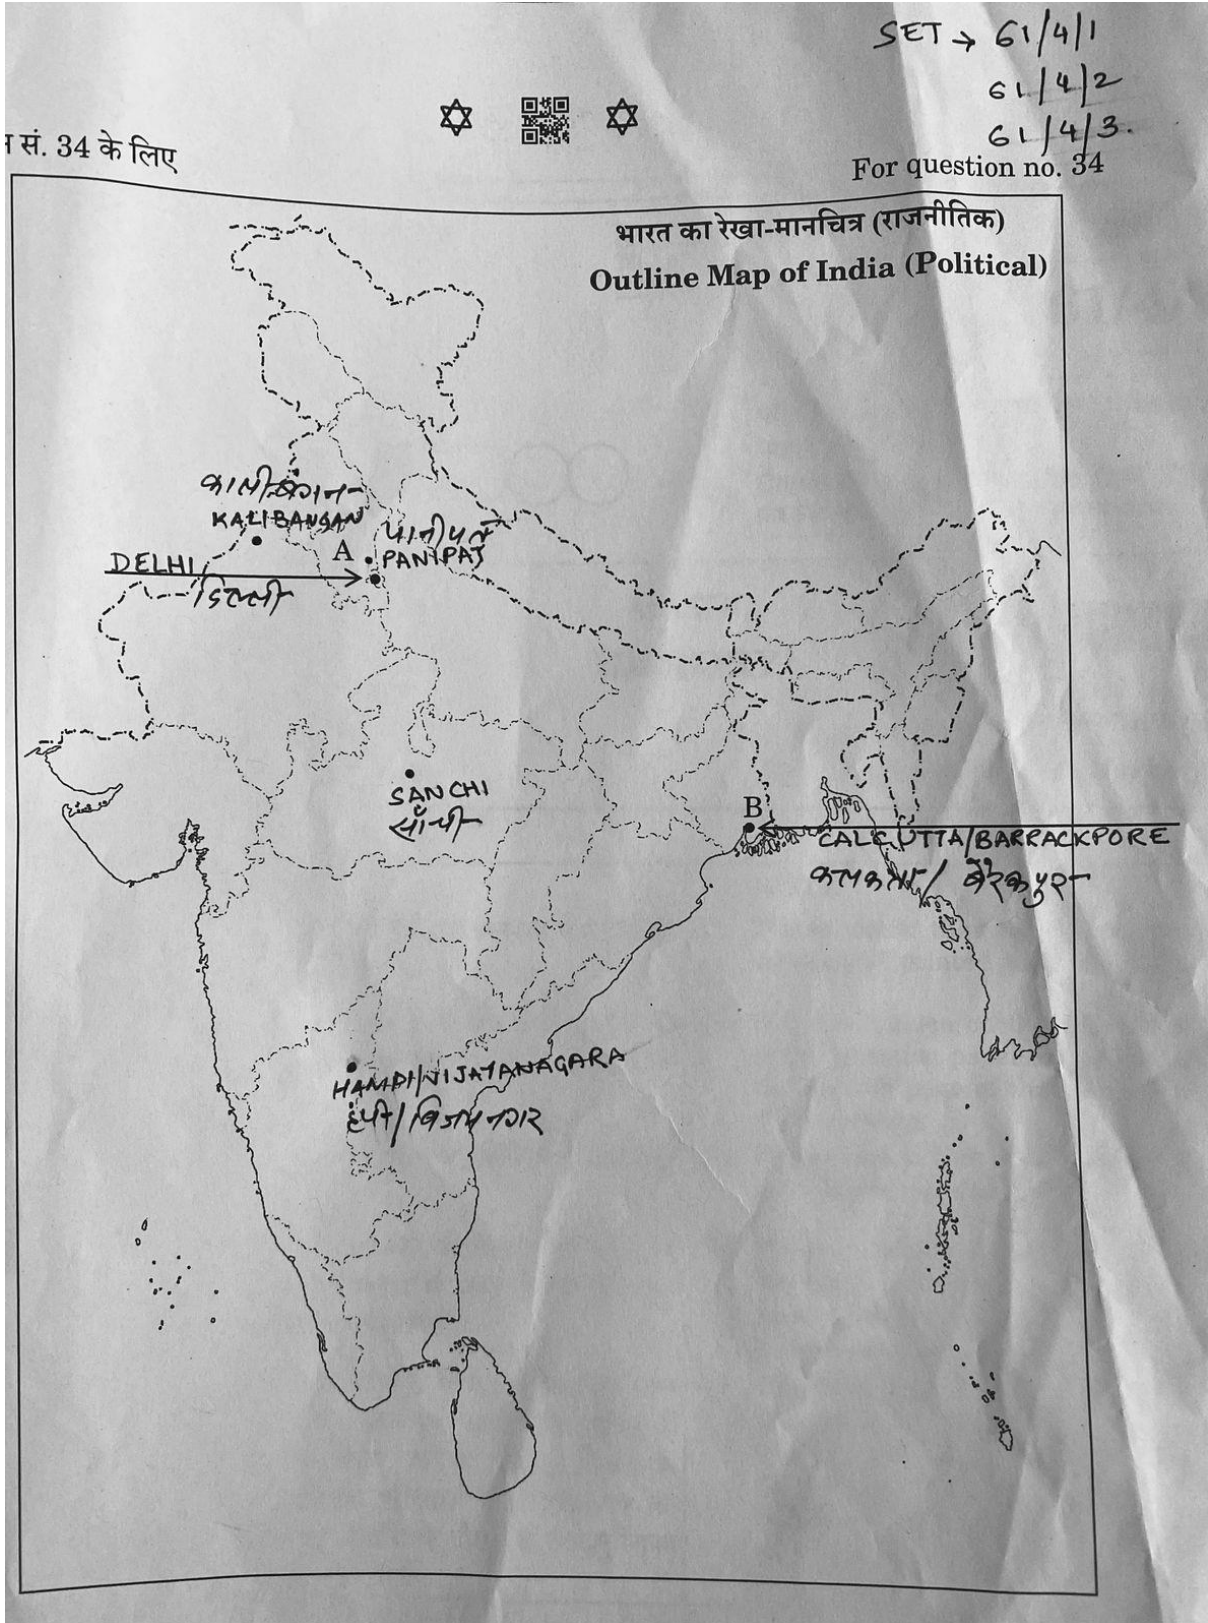 SET → 61/4/1
61/4/2
61/4/3.
सं. 34 के लिए
For question no. 34
भारत का रेखा-मानचित्र (राजनीतिक)
Outline Map of India (Political)
कालीबंगन
KALIBANGAN
पानीपत
A PANIPAT
DELHI
दिल्ली
SANCHI
साँची
B
CALCUTTA/BARRACKPORE
कलकत्ता/ बैरकपुर
HAMPI/VIJAYANAGARA
हंपी/विजयनगर